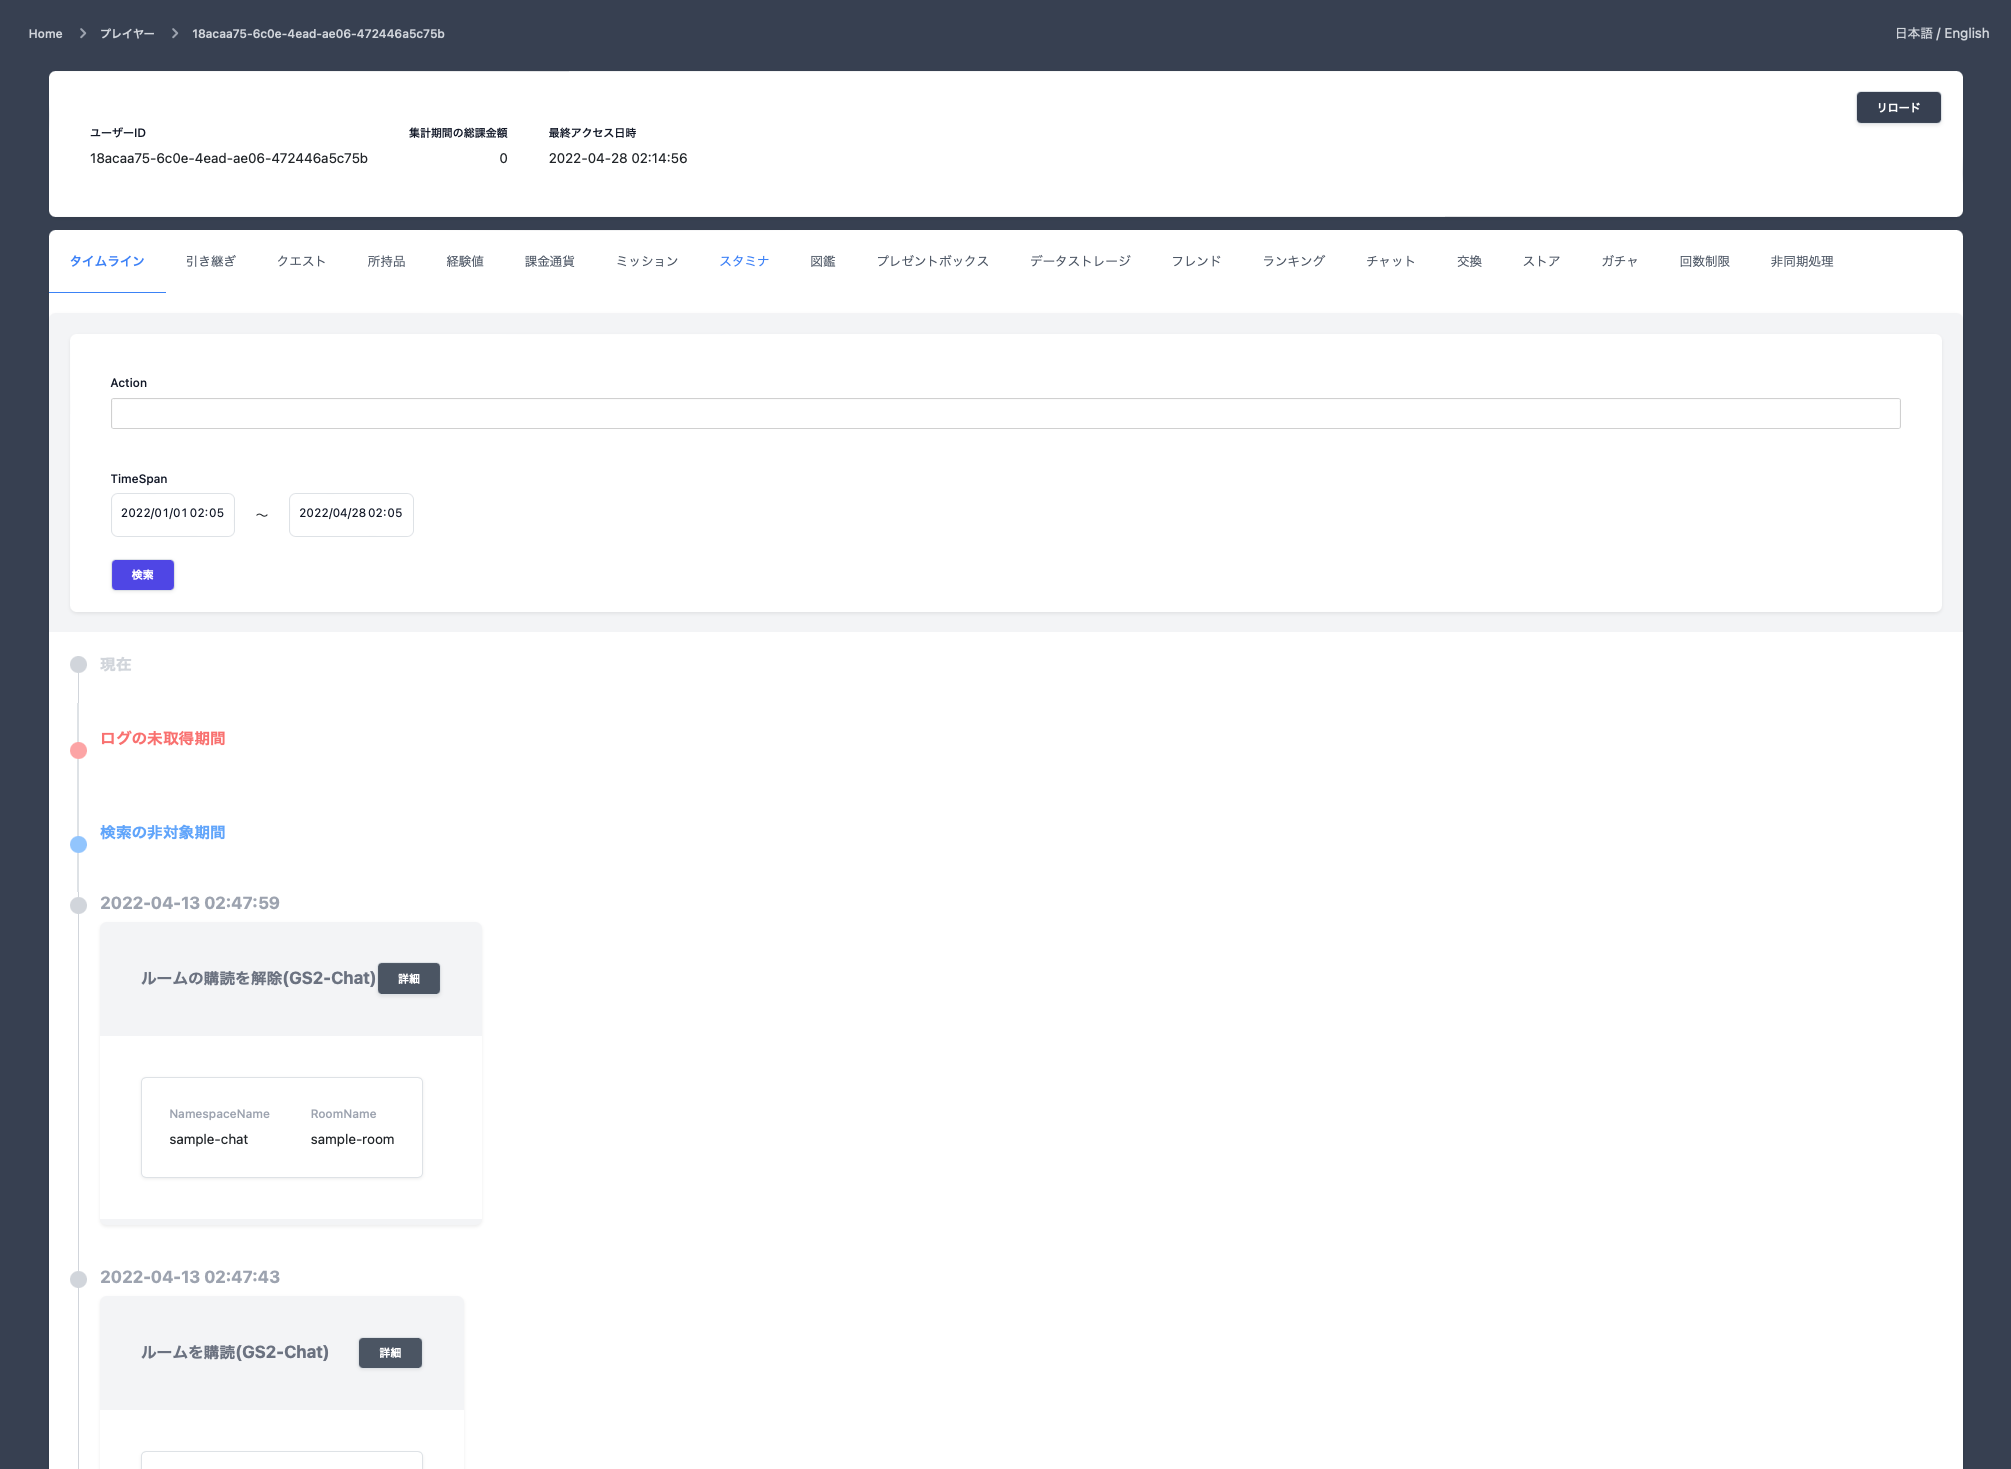 Home プレイヤー 18acaa75-6c0e-4ead-ae06-472446a5c75b 日本語 / English
リロード
ユーザーID 集計期間の総課金額 最終アクセス日時
18acaa75-6c0e-4ead-ae06-472446a5c75b 0 2022-04-28 02:14:56
タイムライン 引き継ぎ クエスト 所持品 経験値 課金通貨 ミッション スタミナ 図鑑 プレゼントボックス データストレージ フレンド ランキング チャット 交換 ストア ガチャ 回数制限 非同期処理
Action
TimeSpan
2022/01/01 02:05 ～ 2022/04/28 02:05
検索
現在
ログの未取得期間
検索の非対象期間
2022-04-13 02:47:59
ルームの購読を解除(GS2-Chat) 詳細
NamespaceName RoomName
sample-chat sample-room
2022-04-13 02:47:43
ルームを購読(GS2-Chat) 詳細